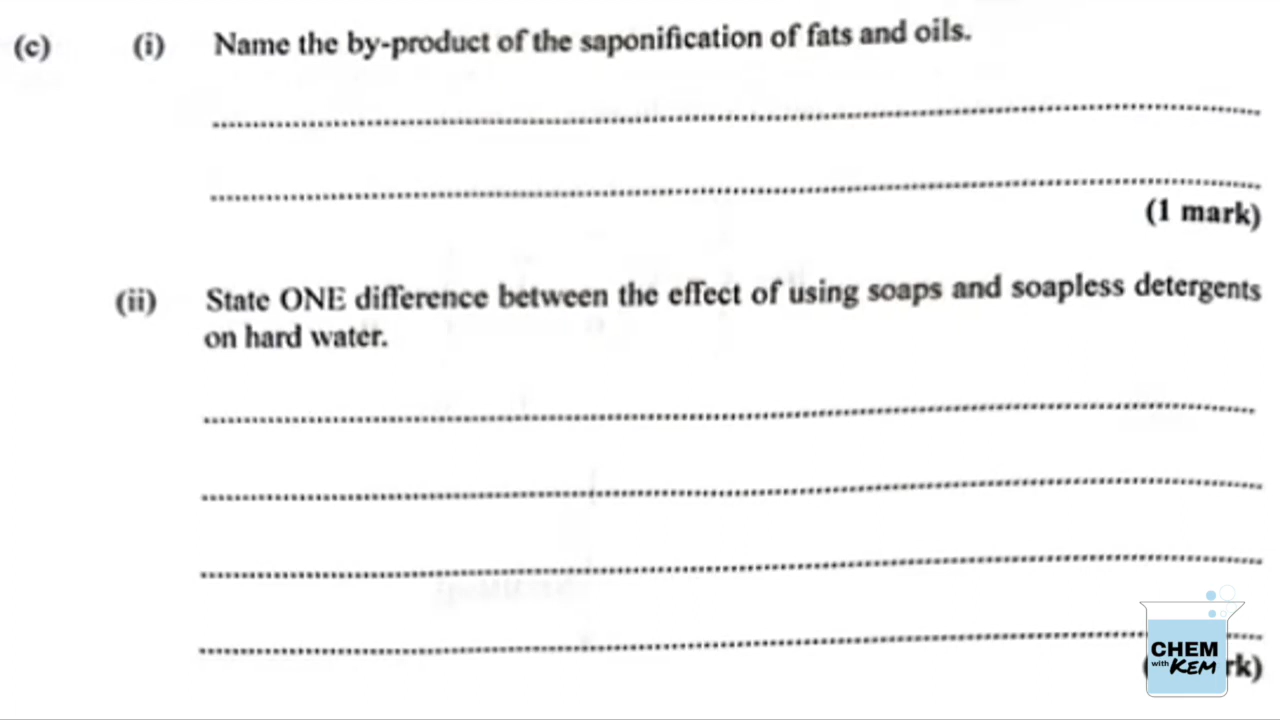 (c) (i) Name the by-product of the saponification of fats and oils.
(1 mark)
(ii) State ONE difference between the effect of using soaps and soapless detergents
on hard water.
CHEM
with KEM